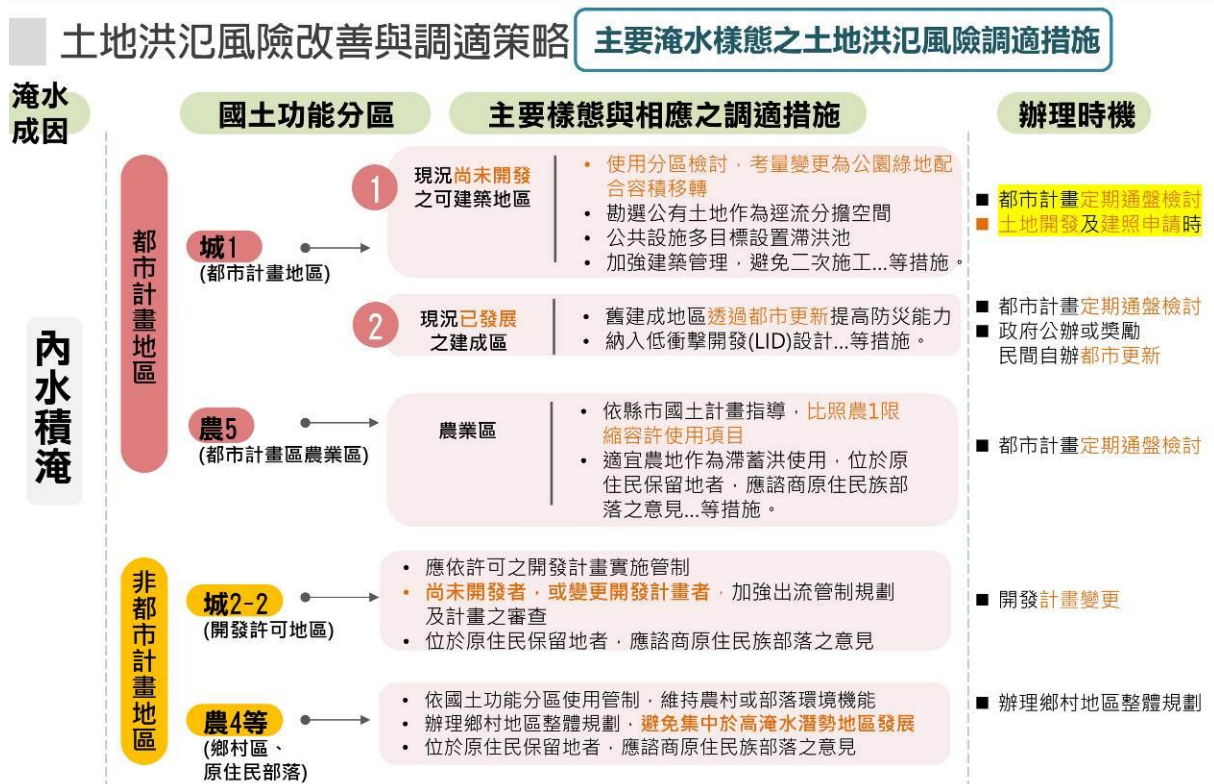 土地洪氾風險改善與調適策略
主要淹水樣態之土地洪氾風險調適措施
淹水
成因
國土功能分區
主要樣態與相應之調適措施
辦理時機
內水積淹
都市計畫地區
城1
(都市計畫地區)
1
現況尚未開發
之可建築地區
• 使用分區檢討，考量變更為公園綠地配
合容積移轉
• 勘選公有土地作為逕流分擔空間
• 公共設施多目標設置滯洪池
• 加強建築管理，避免二次施工...等措施。
■ 都市計畫定期通盤檢討
■ 土地開發及建照申請時
2
現況已發展
之建成區
• 舊建成地區透過都市更新提高防災能力
• 納入低衝擊開發(LID)設計...等措施。
■ 都市計畫定期通盤檢討
■ 政府公辦或獎勵
民間自辦都市更新
農5
(都市計畫區農業區)
農業區
• 依縣市國土計畫指導，比照農1限
縮容許使用項目
• 適宜農地作為滯蓄洪使用，位於原
住民保留地者，應諮商原住民族部
落之意見...等措施。
■ 都市計畫定期通盤檢討
非都市計畫地區
城2-2
(開發許可地區)
• 應依許可之開發計畫實施管制
• 尚未開發者，或變更開發計畫者，加強出流管制規劃
及計畫之審查
• 位於原住民保留地者，應諮商原住民族部落之意見
■ 開發計畫變更
農4等
(鄉村區、
原住民部落)
• 依國土功能分區使用管制，維持農村或部落環境機能
• 辦理鄉村地區整體規劃，避免集中於高淹水潛勢地區發展
• 位於原住民保留地者，應諮商原住民族部落之意見
■ 辦理鄉村地區整體規劃